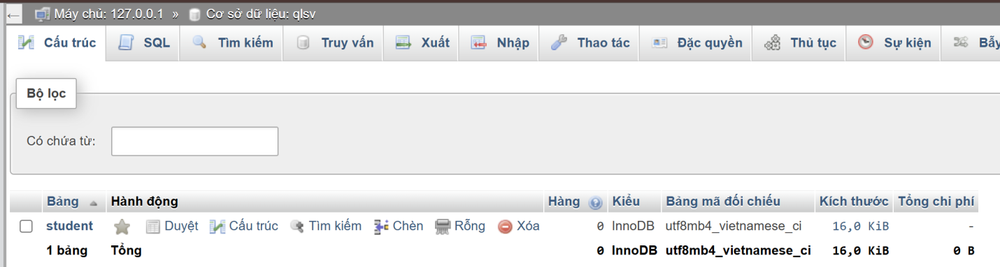 Máy chủ: 127.0.0.1 » Cơ sở dữ liệu: qlsv
Cấu trúc SQL Tìm kiếm Truy vấn Xuất Nhập Thao tác Đặc quyền Thủ tục Sự kiện Bẫy
Bộ lọc
Có chứa từ:
Bảng Hành động Hàng Kiểu Bảng mã đối chiếu Kích thước Tổng chi phí
student Duyệt Cấu trúc Tìm kiếm Chèn Rỗng Xóa 0 InnoDB utf8mb4_vietnamese_ci 16,0 KiB -
1 bảng Tổng 0 InnoDB utf8mb4_vietnamese_ci 16,0 KiB 0 B